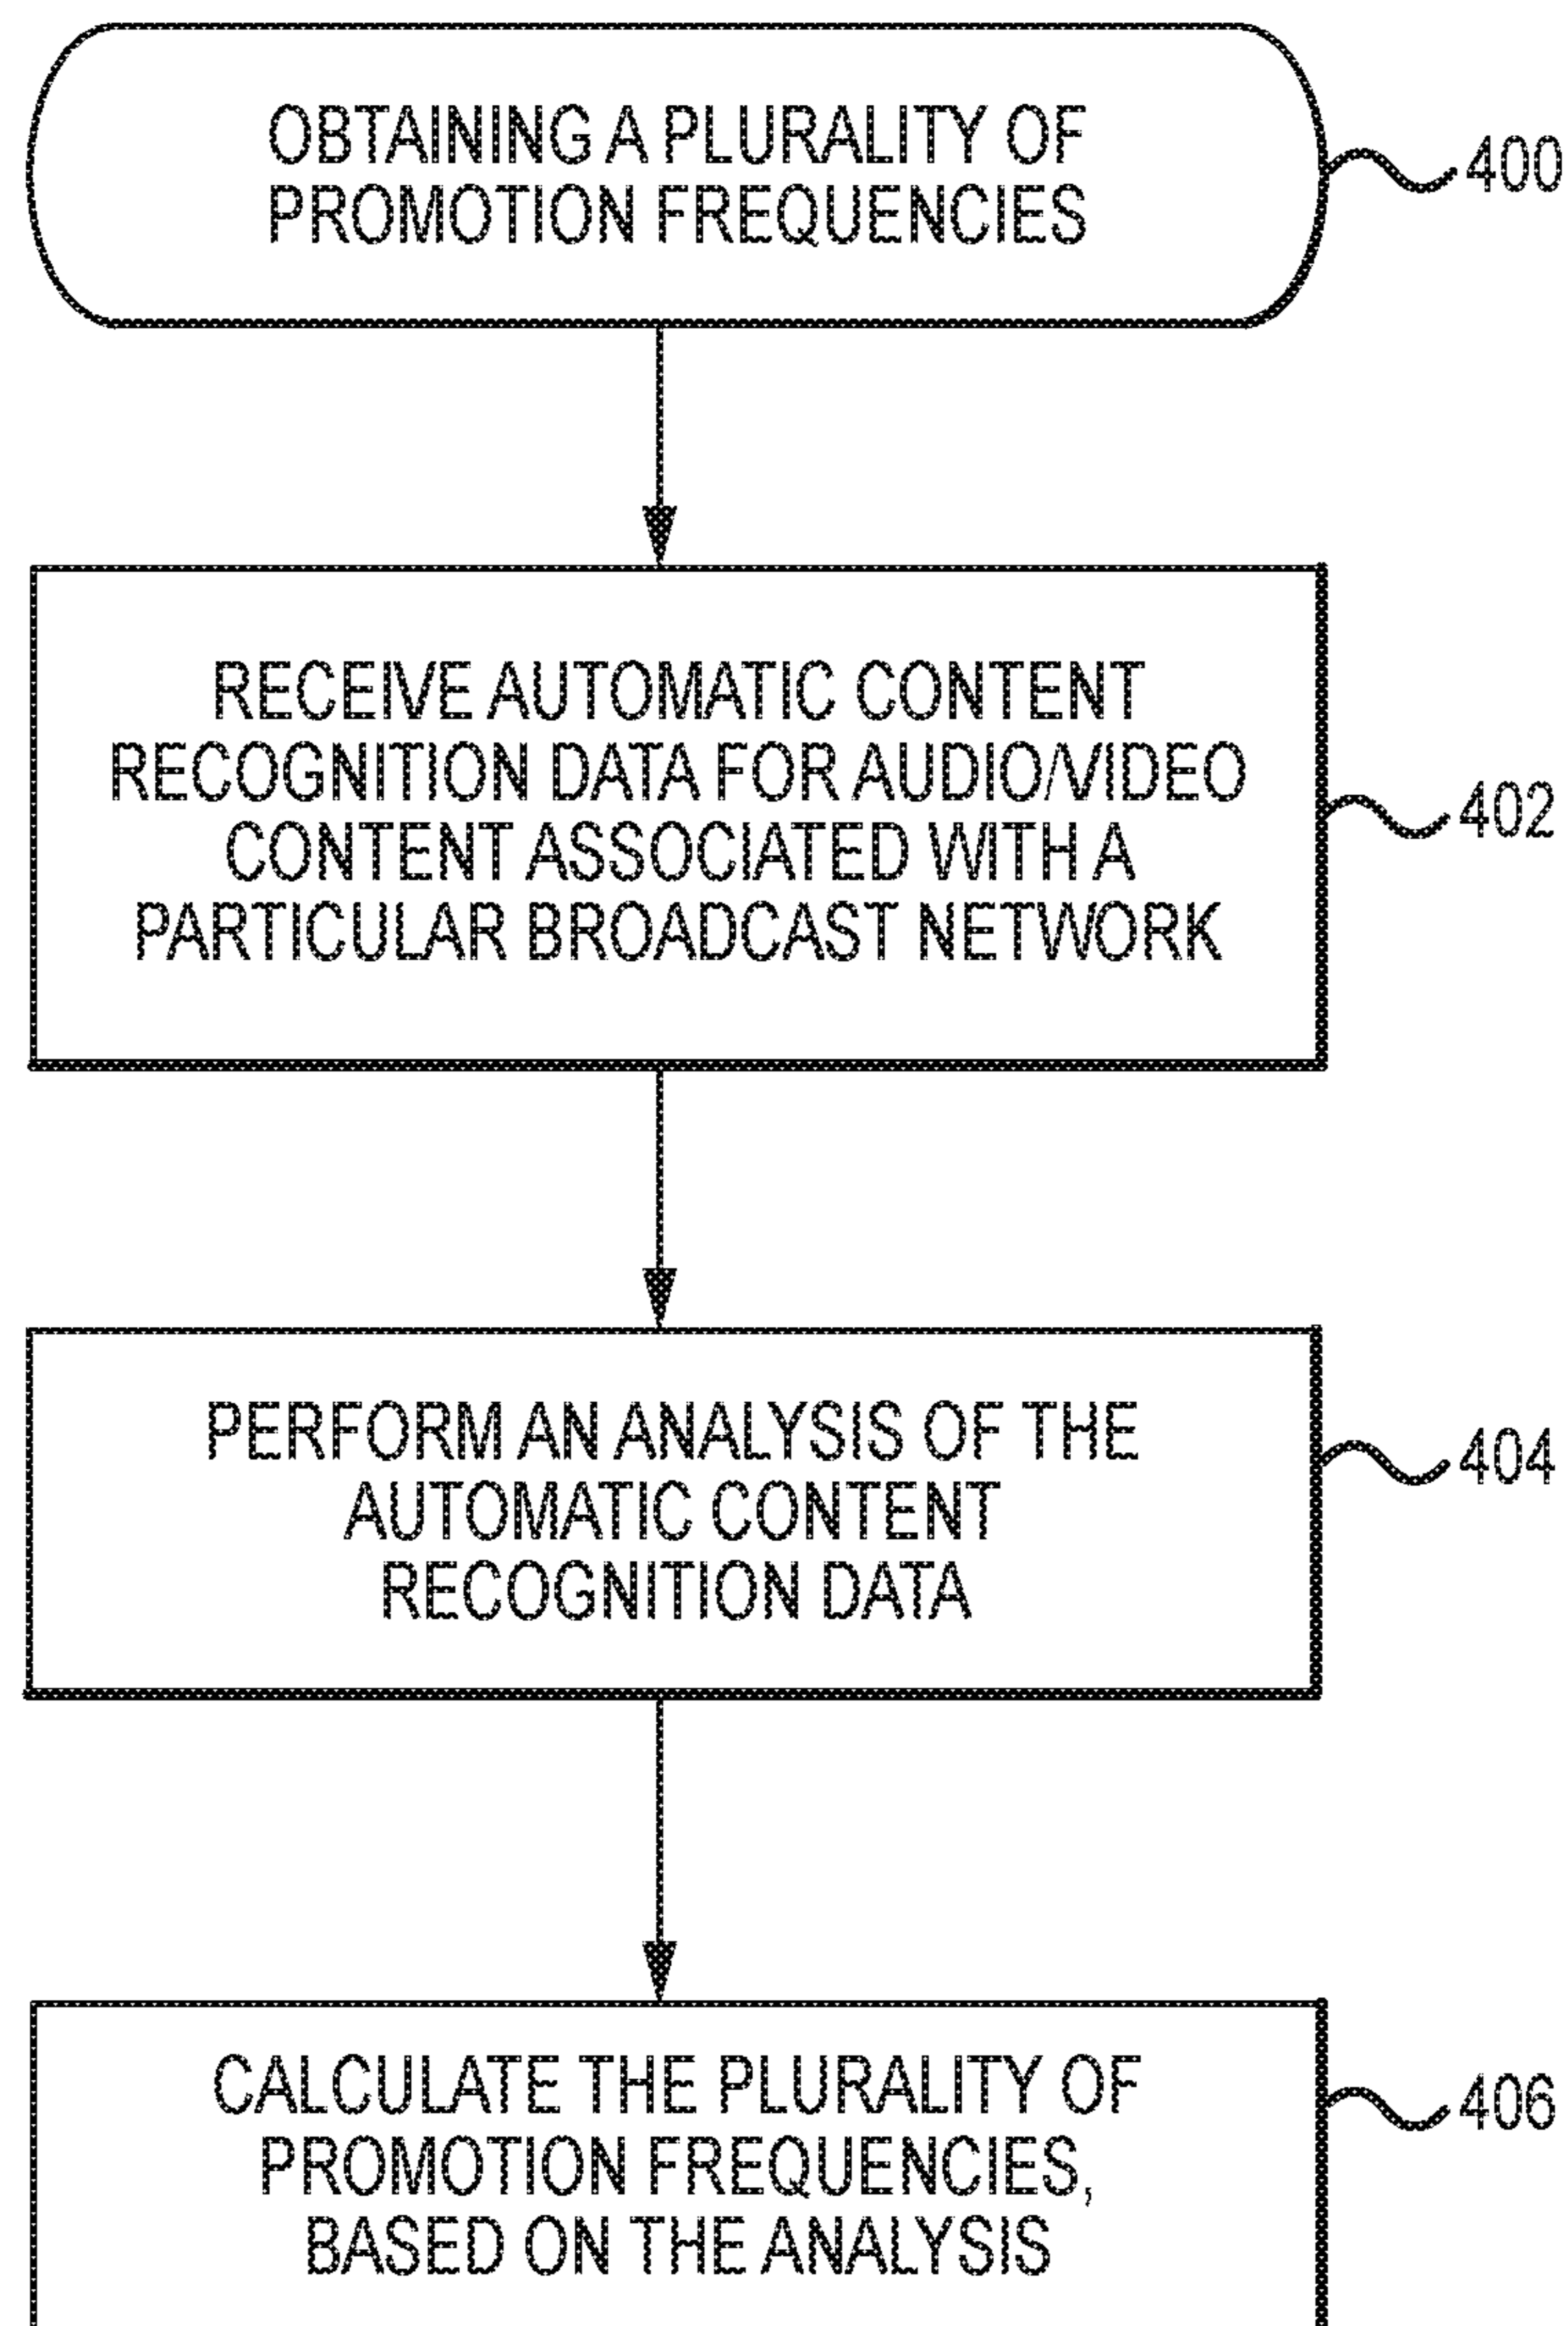 OBTAINING A PLURALITY OF
PROMOTION FREQUENCIES
400
RECEIVE AUTOMATIC CONTENT
RECOGNITION DATA FOR AUDIO/VIDEO
CONTENT ASSOCIATED WITH A
PARTICULAR BROADCAST NETWORK
402
PERFORM AN ANALYSIS OF THE
AUTOMATIC CONTENT
RECOGNITION DATA
404
CALCULATE THE PLURALITY OF
PROMOTION FREQUENCIES,
BASED ON THE ANALYSIS
406